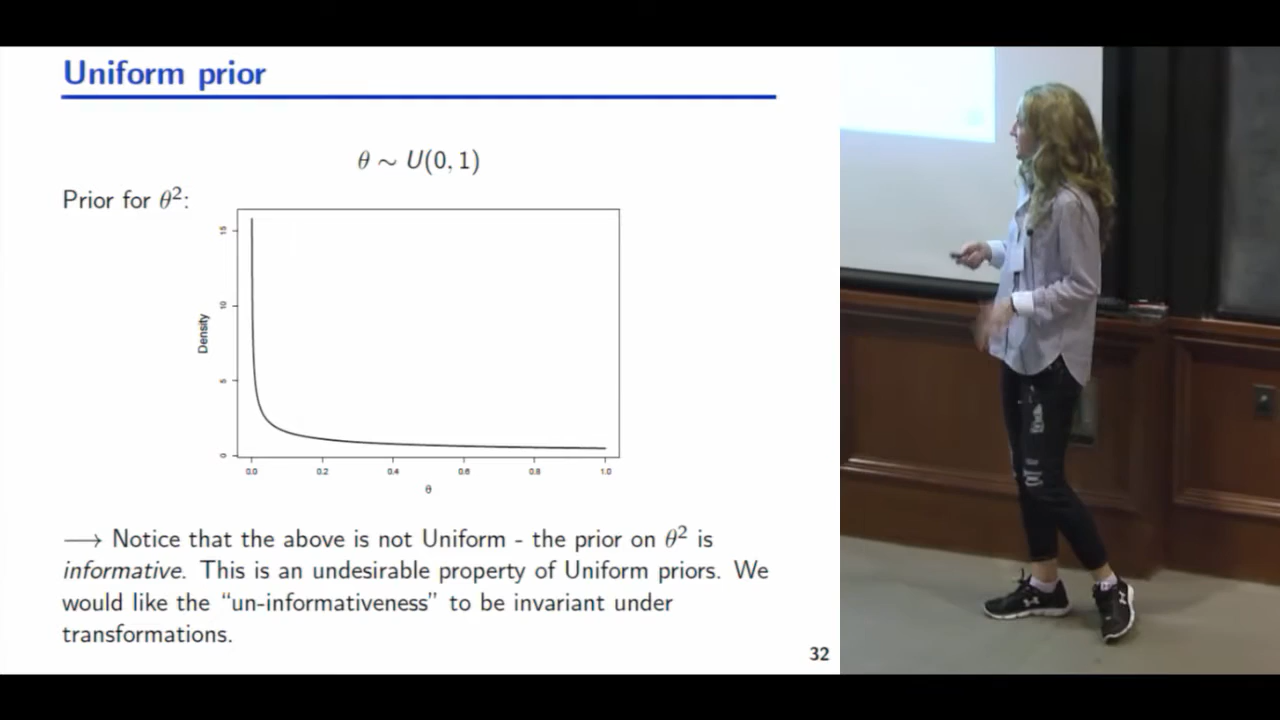 Uniform prior
θ ∼ U(0, 1)
Prior for θ²:
15
10
5
0
Density
0.0 0.2 0.4 0.6 0.8 1.0
θ
⟶ Notice that the above is not Uniform - the prior on θ² is
informative. This is an undesirable property of Uniform priors. We
would like the “un-informativeness” to be invariant under
transformations.
32